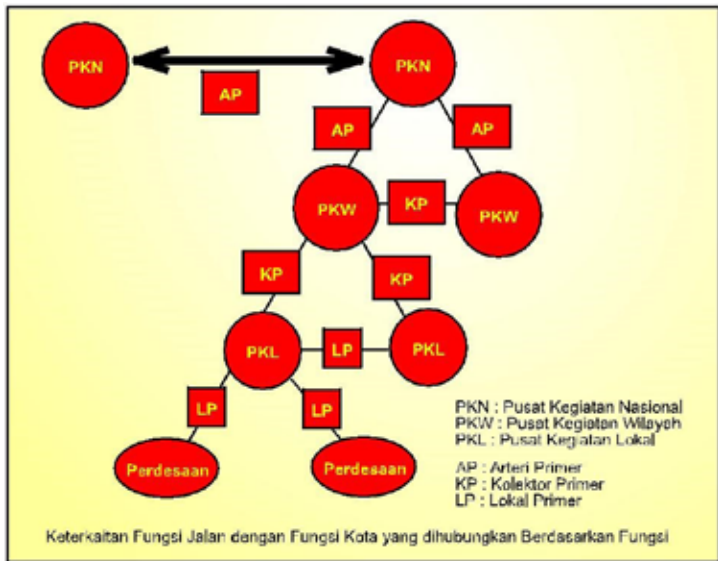 PKN
PKN
AP
AP
AP
PKW
KP
PKW
KP
KP
PKL
LP
PKL
LP
LP
Perdesaan
Perdesaan
PKN : Pusat Kegiatan Nasional
PKW : Pusat Kegiatan Wilayah
PKL : Pusat Kegiatan Lokal
AP : Arteri Primer
KP : Kolektor Primer
LP : Lokal Primer
Keterkaitan Fungsi Jalan dengan Fungsi Kota yang dihubungkan Berdasarkan Fungsi